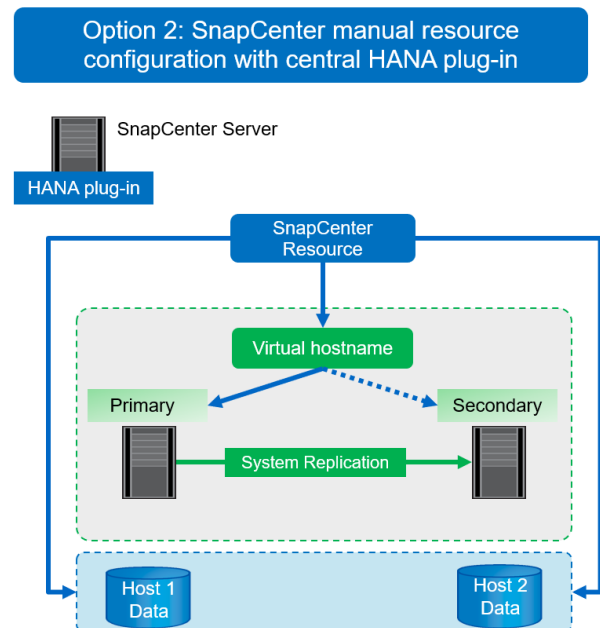 Option 2: SnapCenter manual resource
configuration with central HANA plug-in
SnapCenter Server
HANA plug-in
SnapCenter
Resource
Virtual hostname
Primary
Secondary
System Replication
Host 1
Data
Host 2
Data